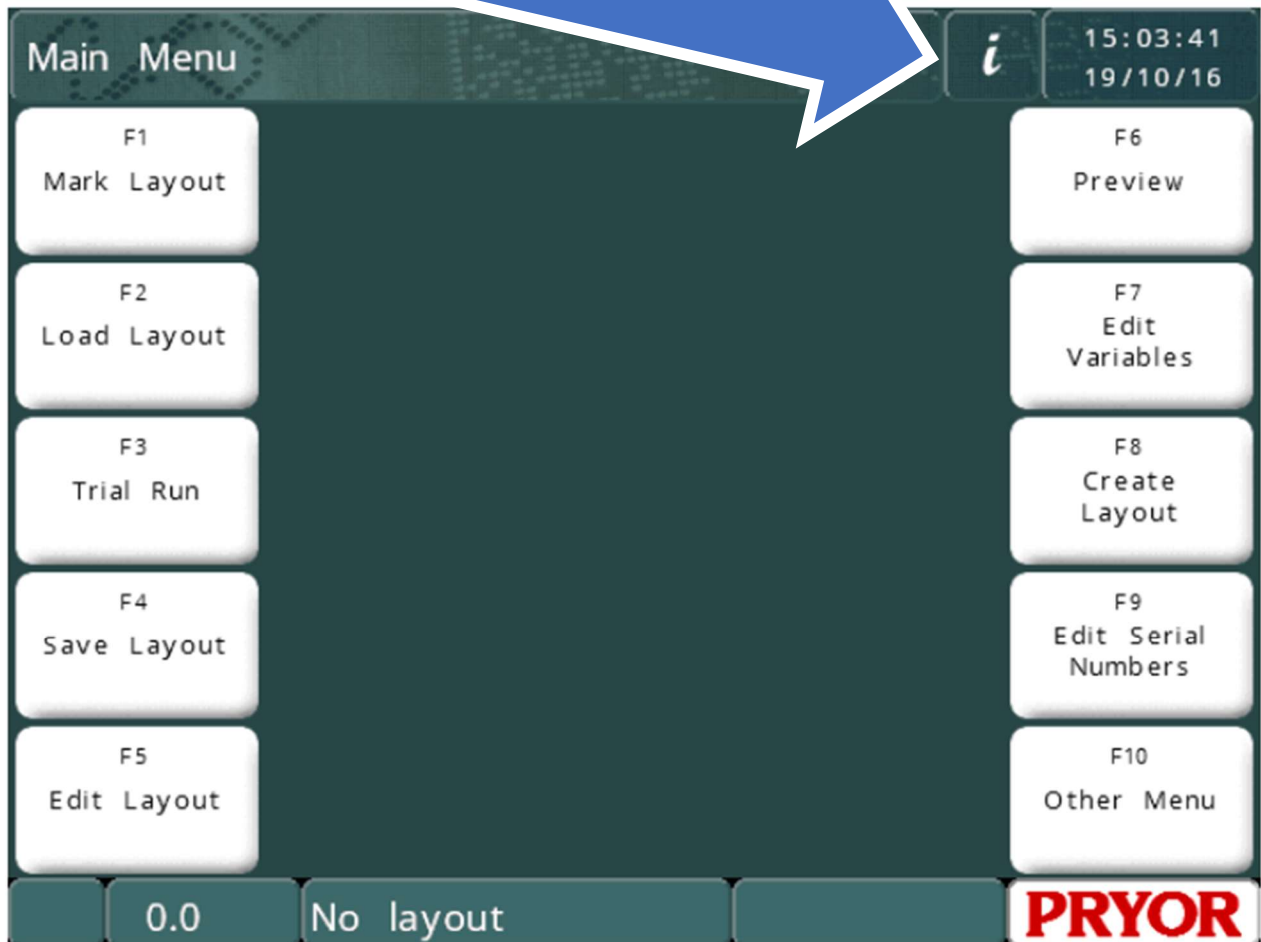 Main Menu
i
15:03:41
19/10/16
F1
Mark Layout
F2
Load Layout
F3
Trial Run
F4
Save Layout
F5
Edit Layout
F6
Preview
F7
Edit
Variables
F8
Create
Layout
F9
Edit Serial
Numbers
F10
Other Menu
0.0
No layout
PRYOR